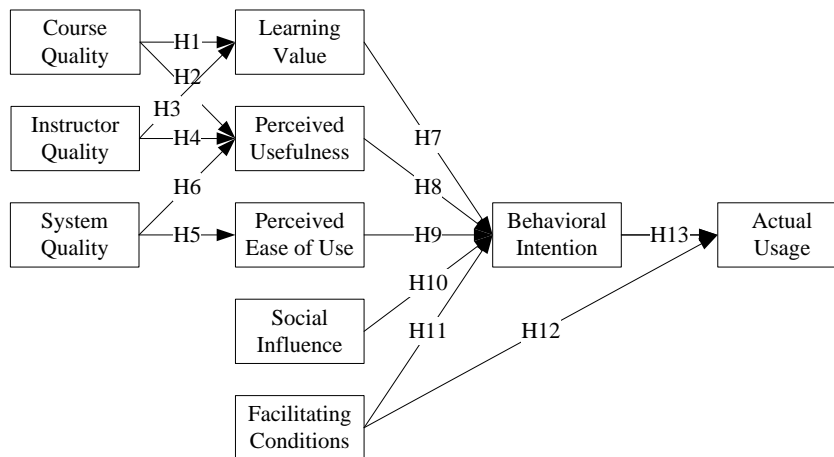 Course
Quality
H1
Learning
Value
H2
H3
Instructor
Quality
H4
Perceived
Usefulness
H7
H6
H8
System
Quality
H5
Perceived
Ease of Use
H9
Behavioral
Intention
H13
Actual
Usage
H10
Social
Influence
H11
H12
Facilitating
Conditions